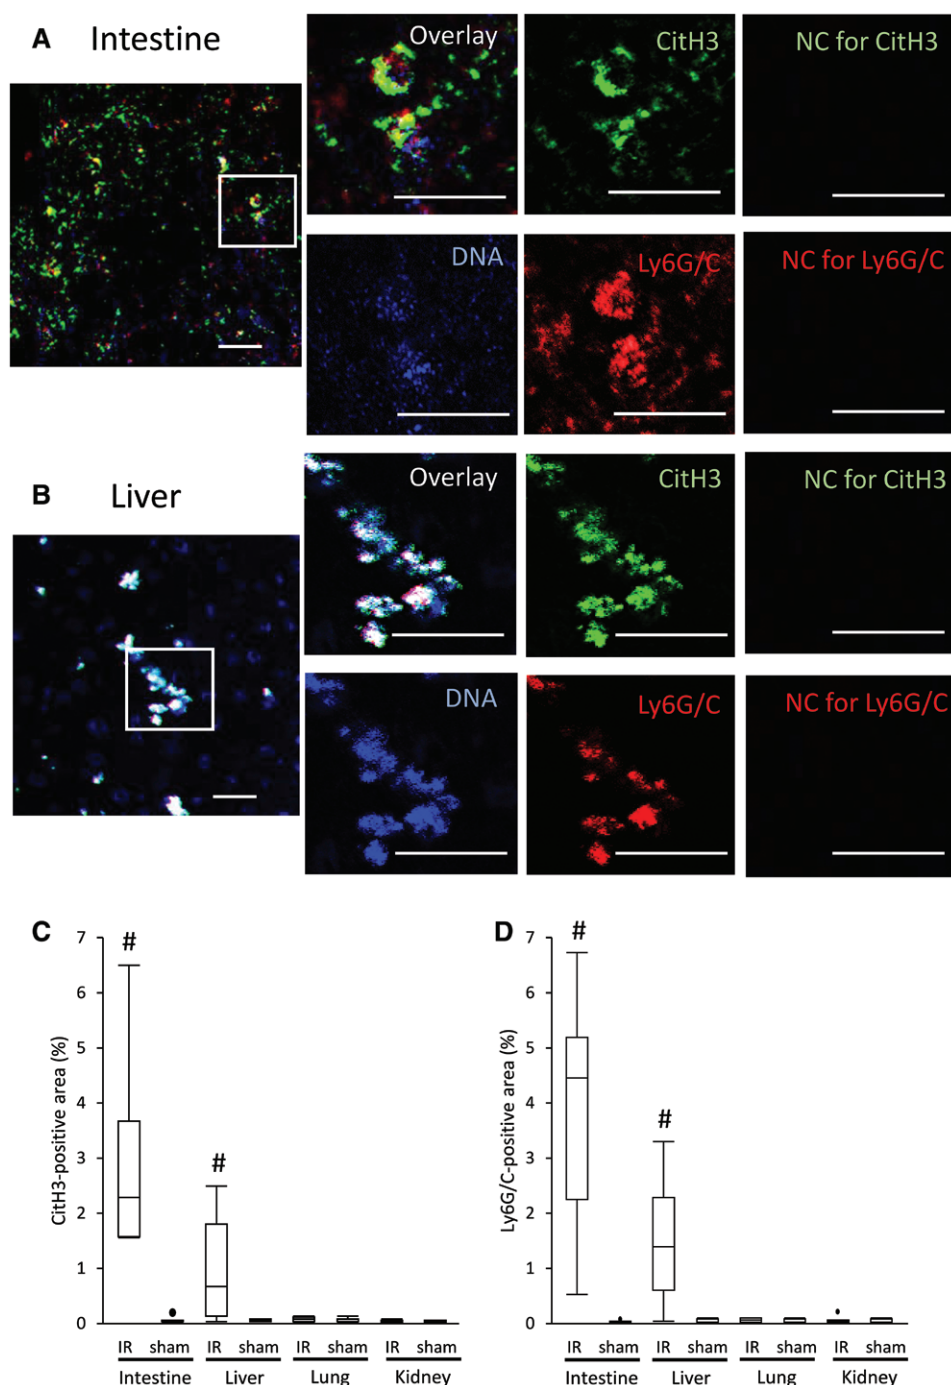 A Intestine
Overlay CitH3 NC for CitH3
DNA Ly6G/C NC for Ly6G/C
B Liver
Overlay CitH3 NC for CitH3
DNA Ly6G/C NC for Ly6G/C
C
CitH3-positive area (%)
7
6
5
4
3
2
1
0
#
#
IR sham IR sham IR sham IR sham
Intestine Liver Lung Kidney
D
Ly6G/C-positive area (%)
7
6
5
4
3
2
1
0
#
#
IR sham IR sham IR sham IR sham
Intestine Liver Lung Kidney